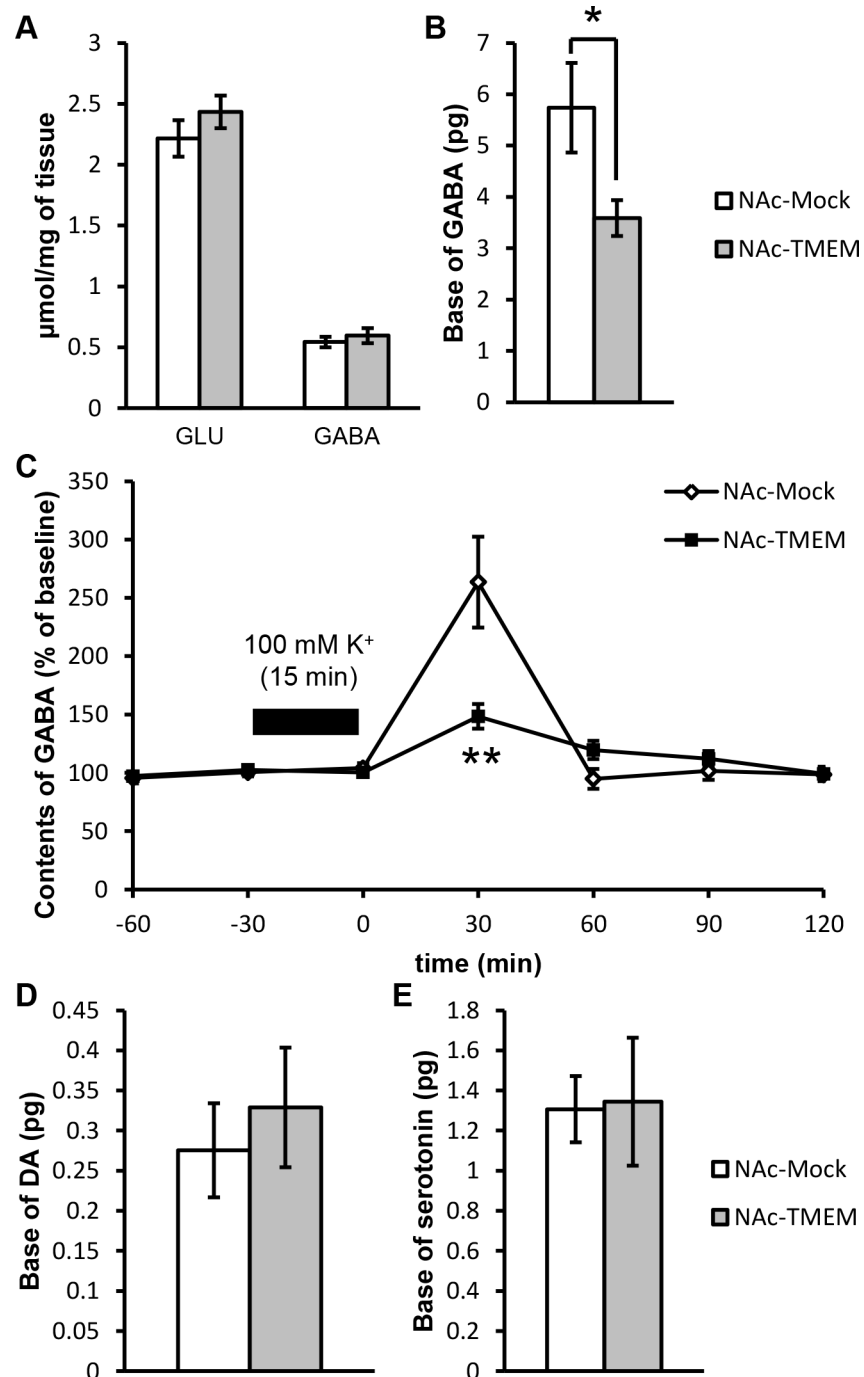 A
3
2.5
2
1.5
1
0.5
0
µmol/mg of tissue
GLU
GABA
B
*
7
6
5
4
3
2
1
0
Base of GABA (pg)
NAc-Mock
NAc-TMEM
C
350
300
250
200
150
100
50
0
Contents of GABA (% of baseline)
NAc-Mock
NAc-TMEM
100 mM K⁺
(15 min)
**
-60
-30
0
30
60
90
120
time (min)
D
0.45
0.4
0.35
0.3
0.25
0.2
0.15
0.1
0.05
0
Base of DA (pg)
E
1.8
1.6
1.4
1.2
1
0.8
0.6
0.4
0.2
0
Base of serotonin (pg)
NAc-Mock
NAc-TMEM